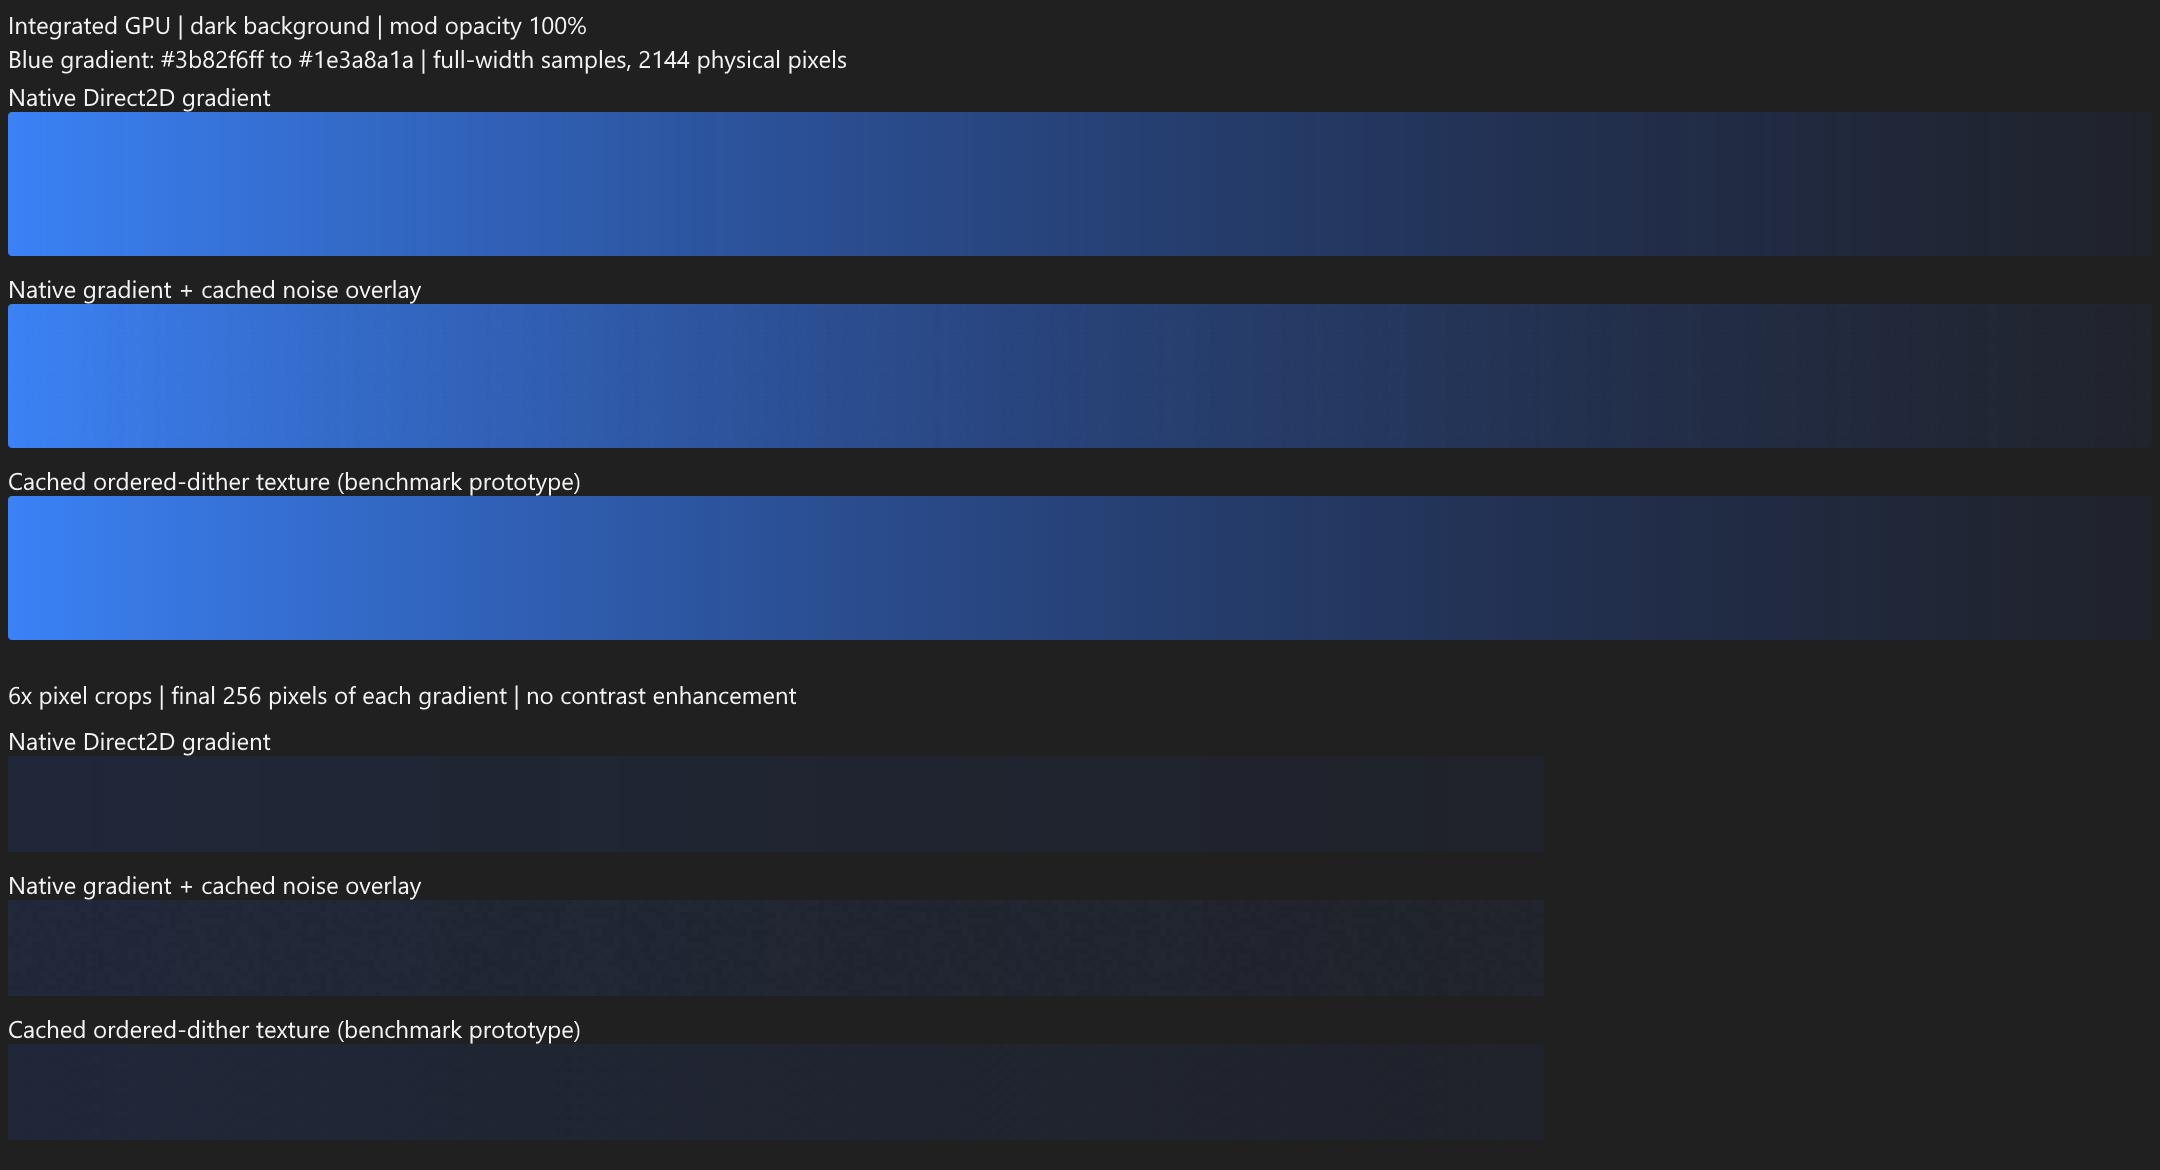 Integrated GPU | dark background | mod opacity 100%
Blue gradient: #3b82f6ff to #1e3a8a1a | full-width samples, 2144 physical pixels
Native Direct2D gradient
Native gradient + cached noise overlay
Cached ordered-dither texture (benchmark prototype)
6x pixel crops | final 256 pixels of each gradient | no contrast enhancement
Native Direct2D gradient
Native gradient + cached noise overlay
Cached ordered-dither texture (benchmark prototype)